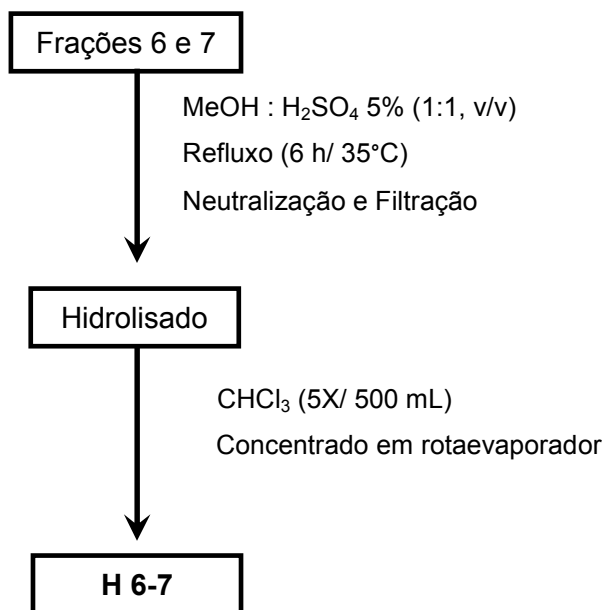 Frações 6 e 7
MeOH : H₂SO₄ 5% (1:1, v/v)
Refluxo (6 h/ 35°C)
Neutralização e Filtração
Hidrolisado
CHCl₃ (5X/ 500 mL)
Concentrado em rotaevaporador
H 6-7